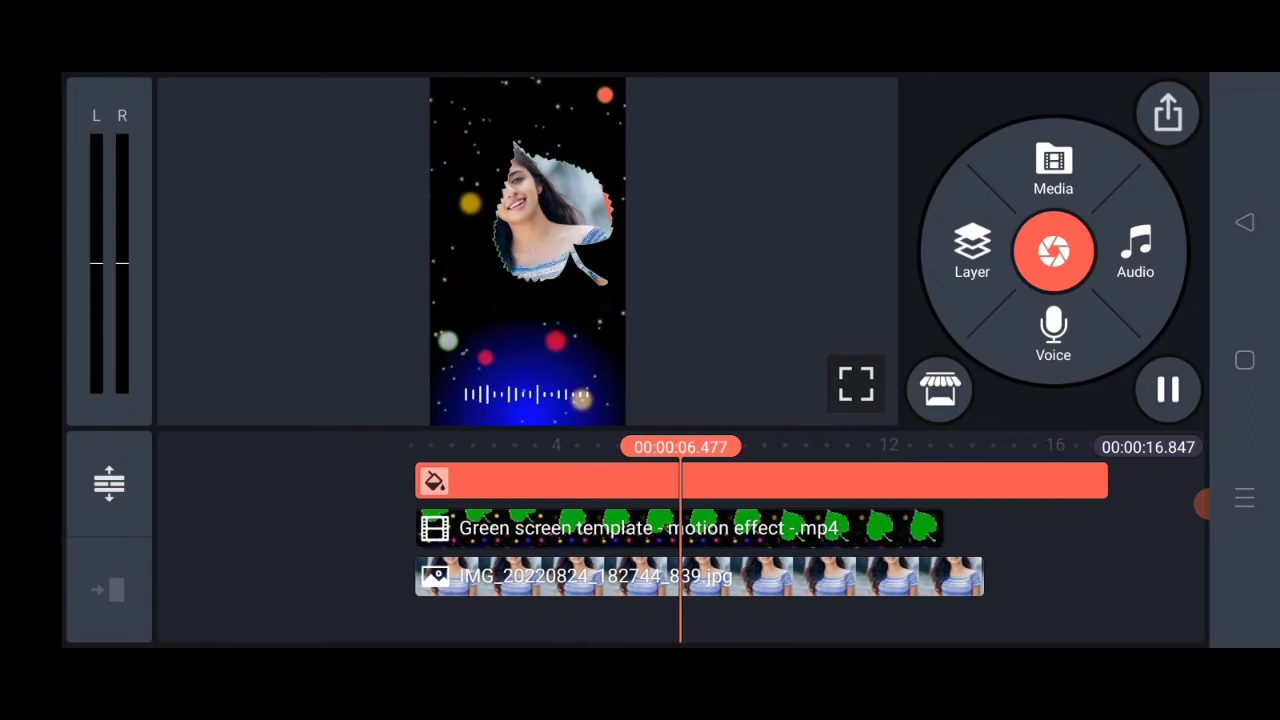 L R
Media
Layer
Audio
Voice
4 00:00:06.477 12 16 00:00:16.847
Green screen template - motion effect -.mp4
IMG_20220824_182744_839.jpg